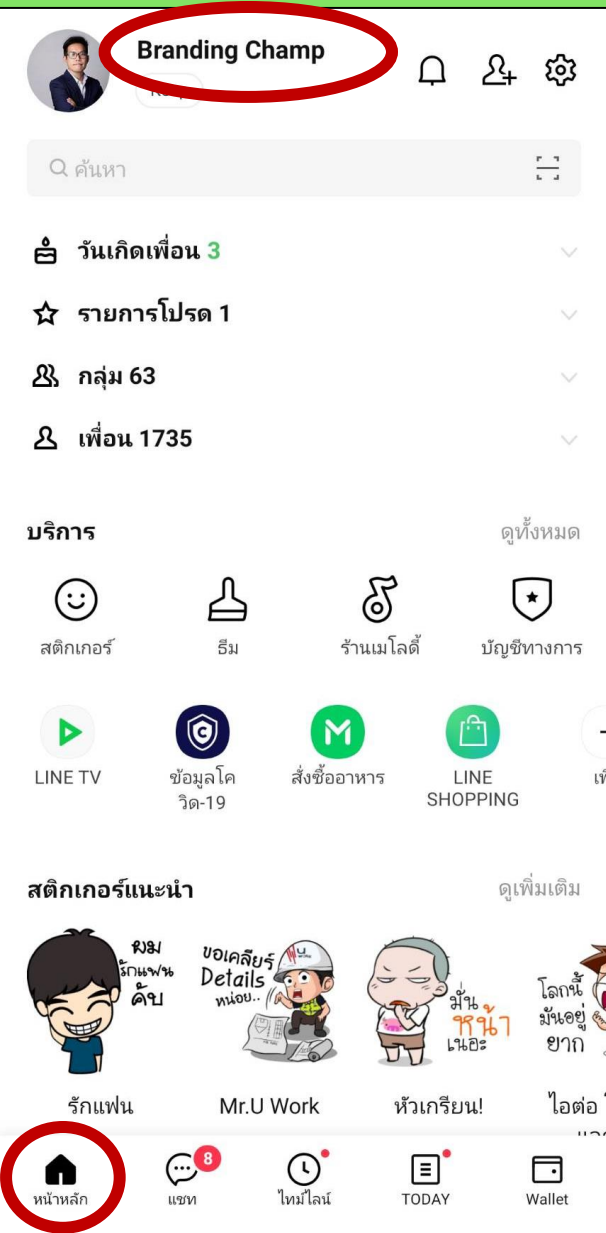 Branding Champ
ค้นหา
วันเกิดเพื่อน 3
รายการโปรด 1
กลุ่ม 63
เพื่อน 1735
บริการ
ดูทั้งหมด
สติกเกอร์
ธีม
ร้านเมโลดี้
บัญชีทางการ
LINE TV
ข้อมูลโค
วิด-19
สั่งซื้ออาหาร
LINE
SHOPPING
สติกเกอร์แนะนำ
ดูเพิ่มเติม
ผม
รักแฟน
ค๊บ
ขอเคลียร์
Details
หน่อย..
มั่น
หน้า
เนอะ
โลกนี้
มันอยู่
ยาก
รักแฟน
Mr.U Work
หัวเกรียน!
ไอต่อ
8
หน้าหลัก
แชท
ไทม์ไลน์
TODAY
Wallet